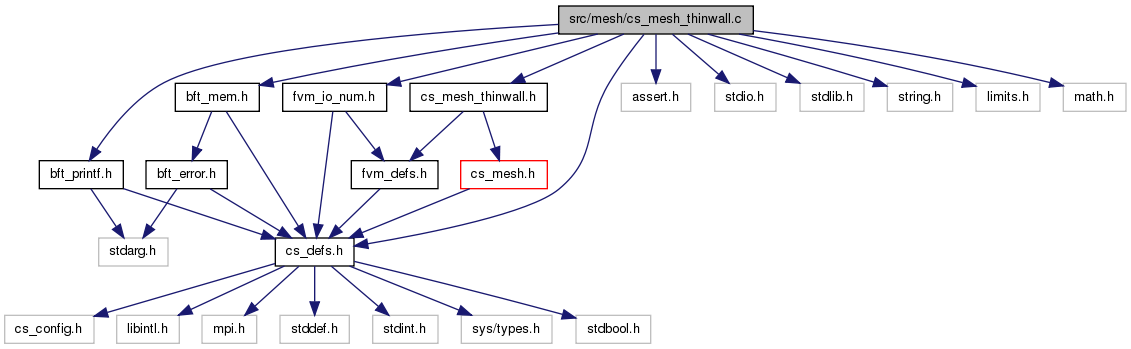 src/mesh/cs_mesh_thinwall.c
bft_mem.h
fvm_io_num.h
cs_mesh_thinwall.h
assert.h
stdio.h
stdlib.h
string.h
limits.h
math.h
bft_printf.h
bft_error.h
fvm_defs.h
cs_mesh.h
stdarg.h
cs_defs.h
cs_config.h
libintl.h
mpi.h
stddef.h
stdint.h
sys/types.h
stdbool.h